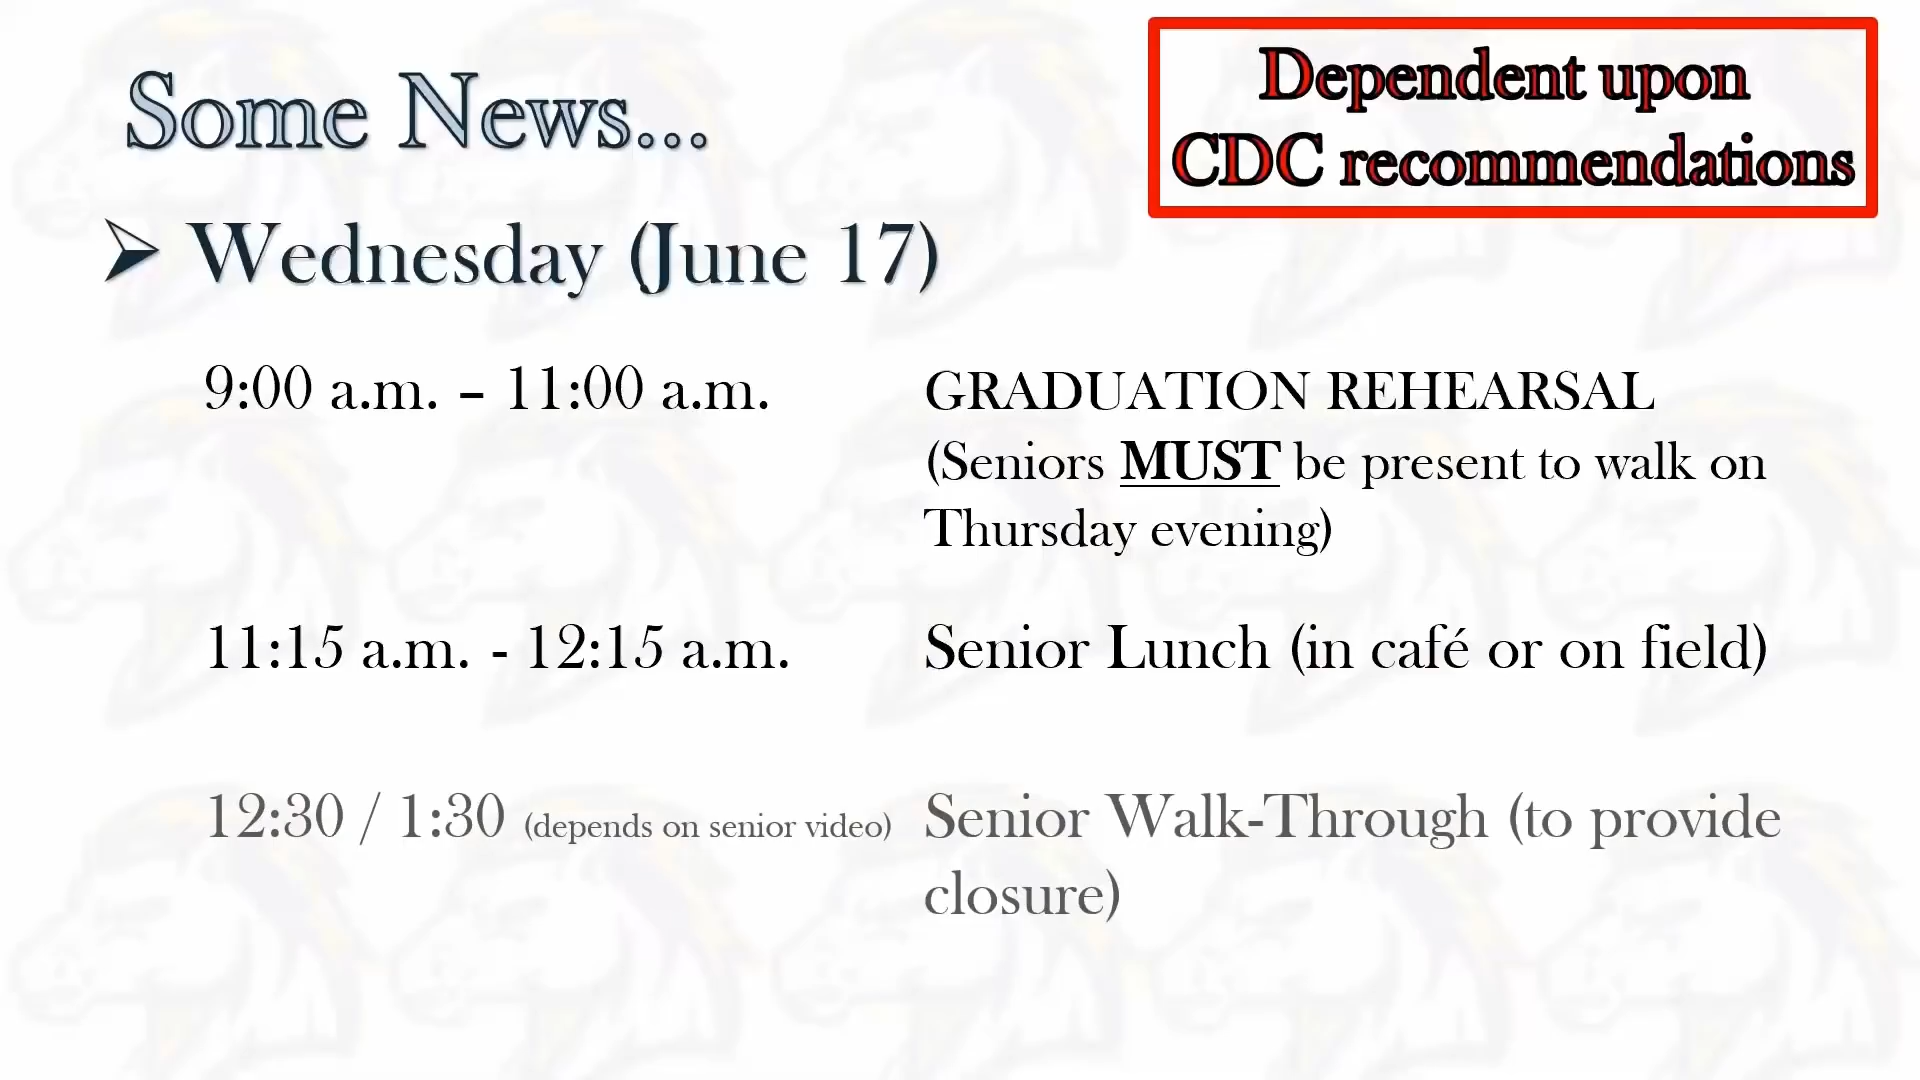 Some News...
Dependent upon
CDC recommendations
➢ Wednesday (June 17)
9:00 a.m. – 11:00 a.m. GRADUATION REHEARSAL
(Seniors MUST be present to walk on
Thursday evening)
11:15 a.m. - 12:15 a.m. Senior Lunch (in café or on field)
12:30 / 1:30 (depends on senior video) Senior Walk-Through (to provide
closure)